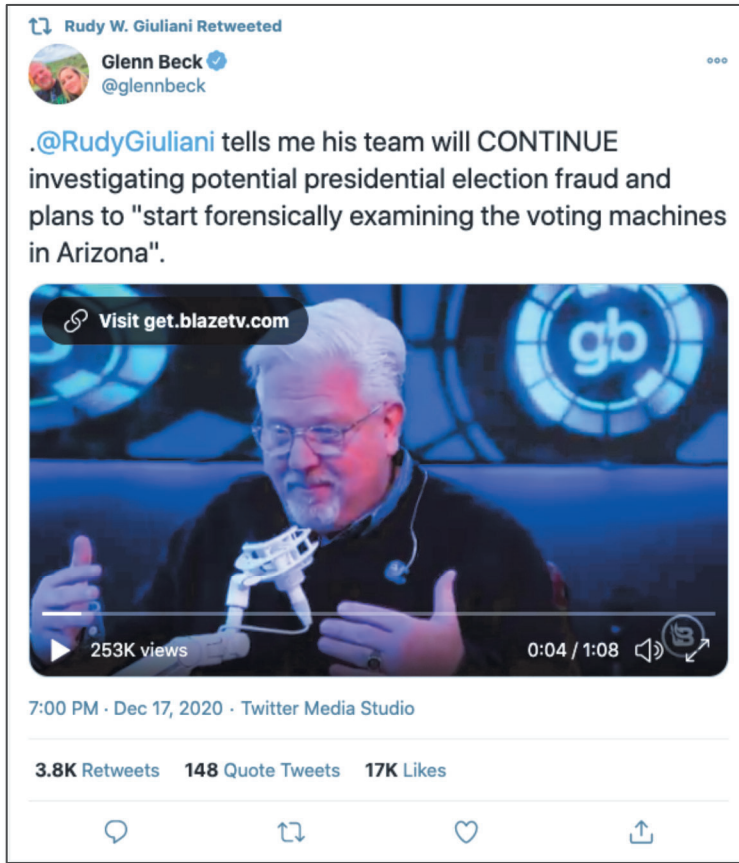 Rudy W. Giuliani Retweeted
Glenn Beck
@glennbeck
.@RudyGiuliani tells me his team will CONTINUE
investigating potential presidential election fraud and
plans to "start forensically examining the voting machines
in Arizona".
Visit get.blazetv.com
gb
253K views
0:04 / 1:08
B
7:00 PM · Dec 17, 2020 · Twitter Media Studio
3.8K Retweets 148 Quote Tweets 17K Likes